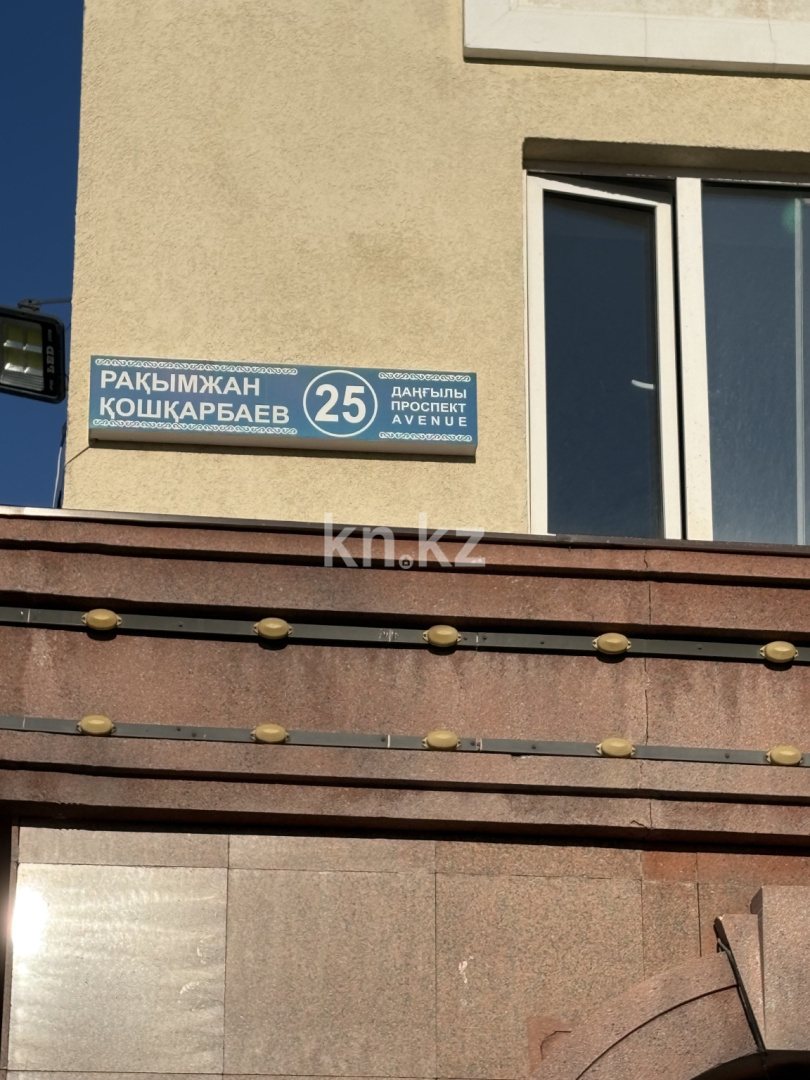 РАҚЫМЖАН
ҚОШҚАРБАЕВ
25
ДАҢҒЫЛЫ
ПРОСПЕКТ
AVENUE
kn.kz